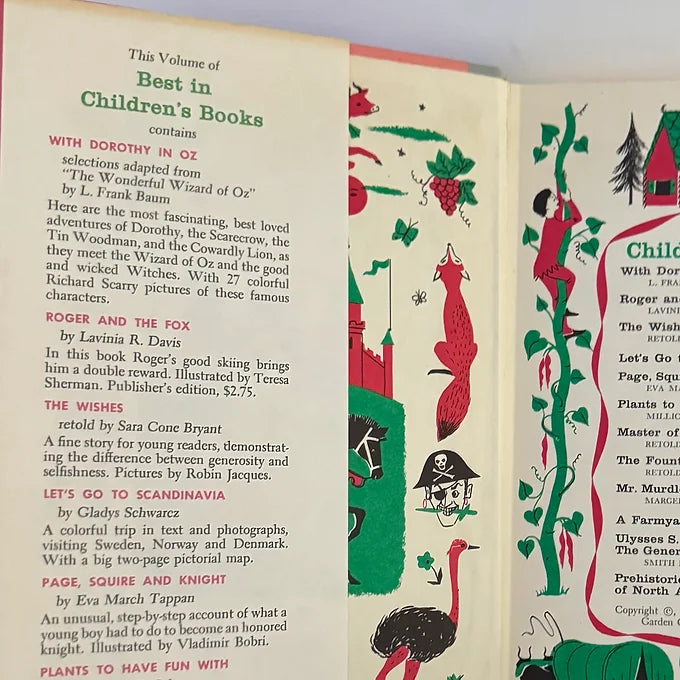 This Volume of
Best in
Children's Books
contains
WITH DOROTHY IN OZ
selections adapted from
"The Wonderful Wizard of Oz"
by L. Frank Baum
Here are the most fascinating, best loved
adventures of Dorothy, the Scarecrow, the
Tin Woodman, and the Cowardly Lion, as
they meet the Wizard of Oz and the good
and wicked Witches. With 27 colorful
Richard Scarry pictures of these famous
characters.
ROGER AND THE FOX
by Lavinia R. Davis
In this book Roger's good skiing brings
him a double reward. Illustrated by Teresa
Sherman. Publisher's edition, $2.75.
THE WISHES
retold by Sara Cone Bryant
A fine story for young readers, demonstrat-
ing the difference between generosity and
selfishness. Pictures by Robin Jacques.
LET'S GO TO SCANDINAVIA
by Gladys Schwarcz
A colorful trip in text and photographs,
visiting Sweden, Norway and Denmark.
With a big two-page pictorial map.
PAGE, SQUIRE AND KNIGHT
by Eva March Tappan
An unusual, step-by-step account of what a
young boy had to do to become an honored
knight. Illustrated by Vladimir Bobri.
PLANTS TO HAVE FUN WITH
Child
With Dor
L. FRA
Roger an
LAVINI
The Wish
RETOL
Let's Go t
Page, Squi
EVA MA
Plants to
MILLIC
Master of
RETOLD
The Fount
RETOLD
Mr. Murdl
MARGE
A Farmya
Ulysses S.
The Gener
SMITH
Prehistori
of North A
Copyright ©,
Garden C